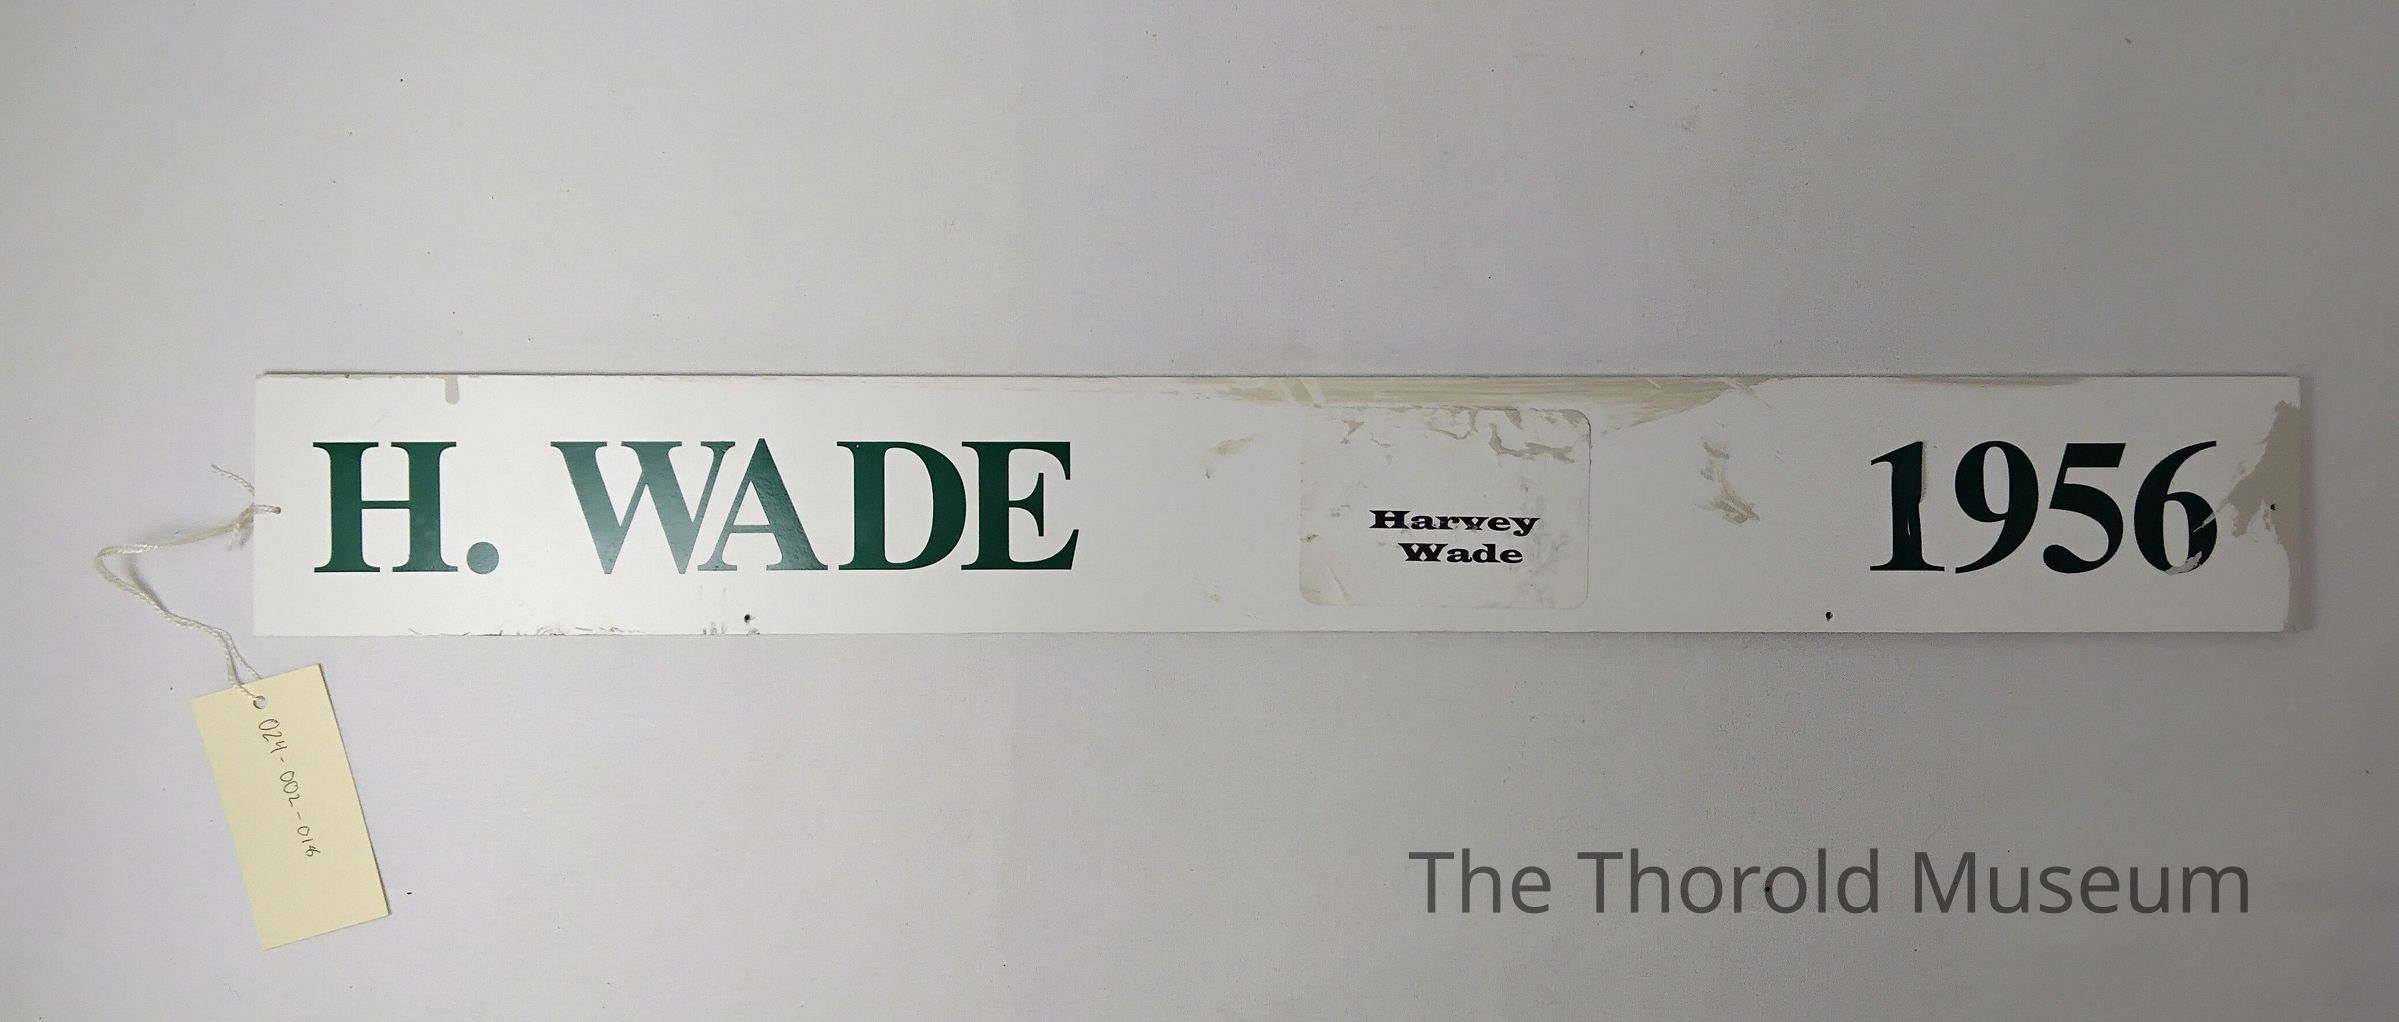 H. WADE
Harvey
Wade
1956
024-002-016
The Thorold Museum